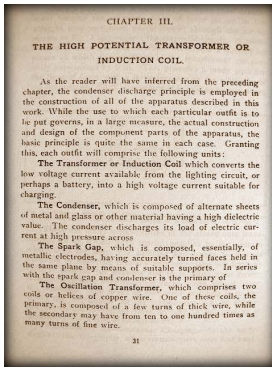 CHAPTER III.
THE HIGH POTENTIAL TRANSFORMER OR
INDUCTION COIL.
As the reader will have inferred from the preceding
chapter, the condenser discharge principle is employed in
the construction of all of the apparatus described in this
work. While the use to which each particular outfit is to
be put governs, in a large measure, the actual construction
and design of the component parts of the apparatus, the
basic principle is quite the same in each case. Granting
this, each outfit will comprise the following units:
The Transformer or Induction Coil which converts the
low voltage current available from the lighting circuit, or
perhaps a battery, into a high voltage current suitable for
charging.
The Condenser, which is composed of alternate sheets
of metal and glass or other material having a high dielectric
value. The condenser discharges its load of electric cur-
rent at high pressure across
The Spark Gap, which is composed, essentially, of
metallic electrodes, having accurately turned faces held in
the same plane by means of suitable supports. In series
with the spark gap and condenser is the primary of
The Oscillation Transformer, which comprises two
coils or helices of copper wire. One of these coils, the
primary, is composed of a few turns of thick wire, while
the secondary may have from ten to one hundred times as
many turns of fine wire.
31